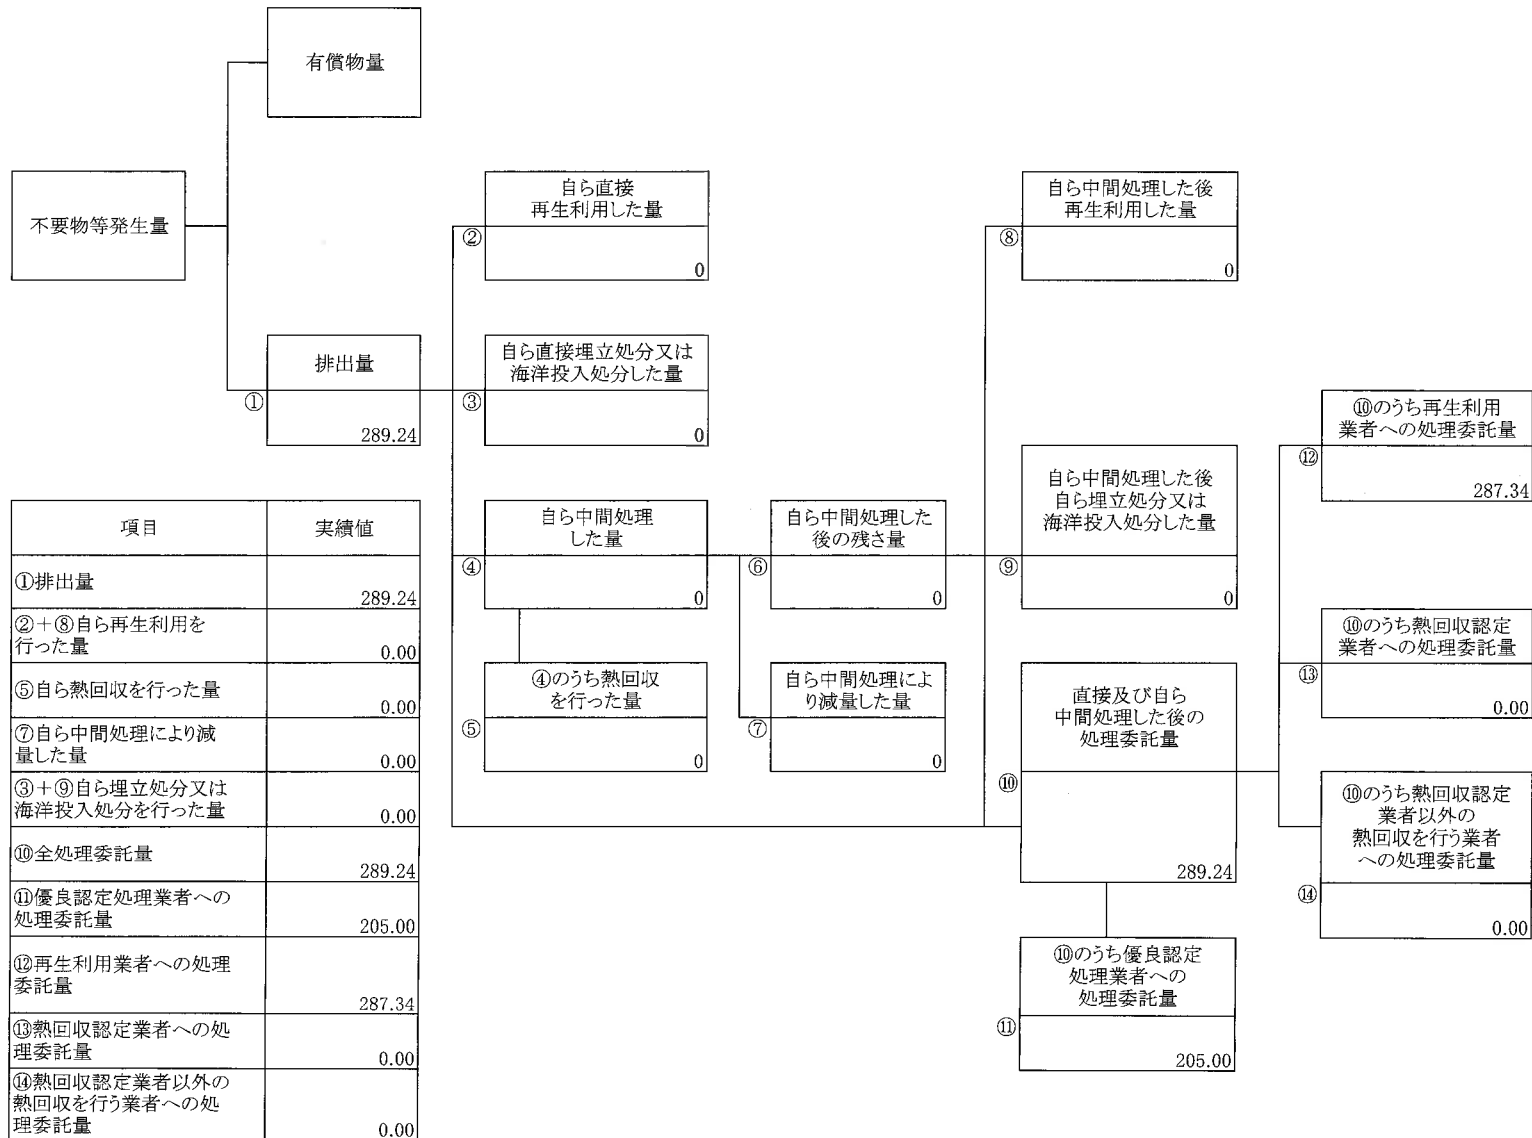 有償物量
不要物等発生量
自ら直接
再生利用した量
②
0
自ら中間処理した後
再生利用した量
⑧
0
排出量
①
289.24
自ら直接埋立処分又は
海洋投入処分した量
③
0
⑩のうち再生利用
業者への処理委託量
⑫
287.34
自ら中間処理
した量
④
0
自ら中間処理した
後の残さ量
⑥
0
自ら中間処理した後
自ら埋立処分又は
海洋投入処分した量
⑨
0
⑩のうち熱回収認定
業者への処理委託量
⑬
0.00
④のうち熱回収
を行った量
⑤
0
自ら中間処理によ
り減量した量
⑦
0
直接及び自ら
中間処理した後の
処理委託量
⑩
289.24
⑩のうち熱回収認定
業者以外の
熱回収を行う業者
への処理委託量
⑭
0.00
⑩のうち優良認定
処理業者への
処理委託量
⑪
205.00
項目 実績値
①排出量
289.24
②+⑧自ら再生利用を
行った量
0.00
⑤自ら熱回収を行った量
0.00
⑦自ら中間処理により減
量した量
0.00
③+⑨自ら埋立処分又は
海洋投入処分を行った量
0.00
⑩全処理委託量
289.24
⑪優良認定処理業者への
処理委託量
205.00
⑫再生利用業者への処理
委託量
287.34
⑬熱回収認定業者への処
理委託量
0.00
⑭熱回収認定業者以外の
熱回収を行う業者への処
理委託量
0.00